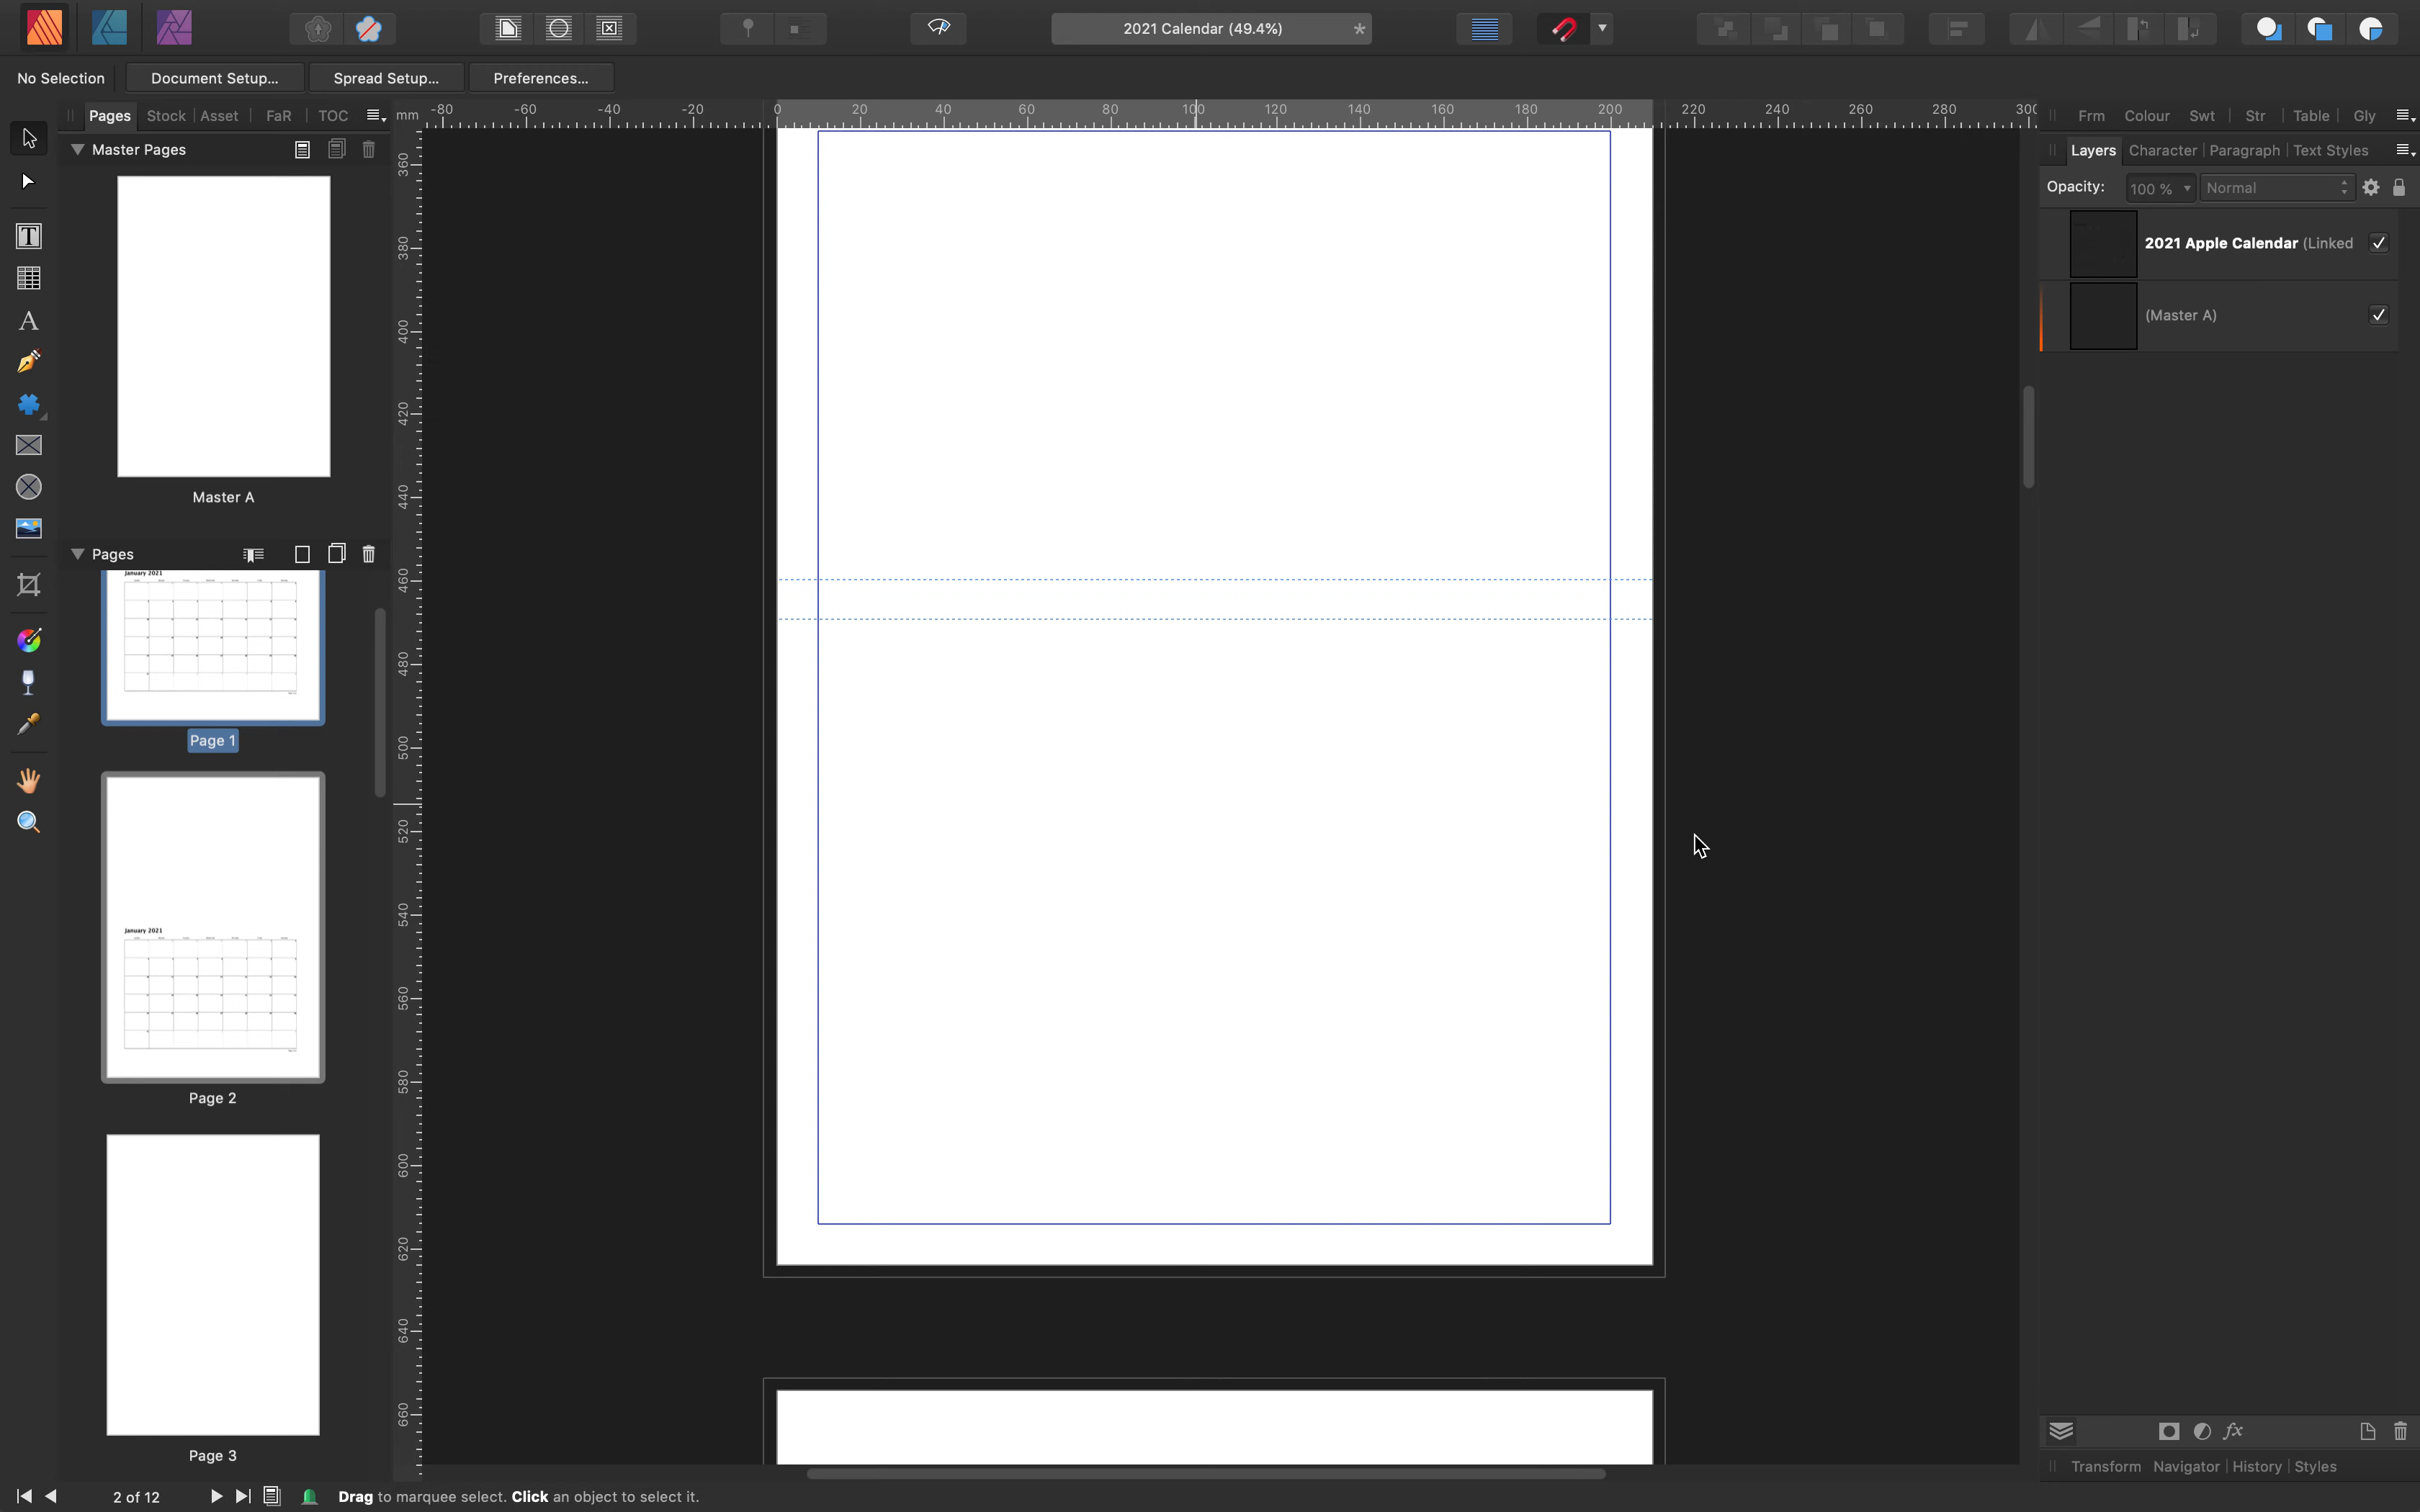 2021 Calendar (49.4%)
*
No Selection
Document Setup...
Spread Setup...
Preferences...
Pages
Stock
Asset
FaR
TOC
mm
-80 -60 -40 -20 0 20 40 60 80 100 120 140 160 180 200 220 240 260 280 300
Frm
Colour
Swt
Str
Table
Gly
Master Pages
Master A
Layers
Character
Paragraph
Text Styles
Opacity:
100 %
Normal
2021 Apple Calendar (Linked
(Master A)
360
380
400
420
440
460
480
500
520
540
560
580
600
620
640
660
Pages
January 2021
Page 1
January 2021
Page 2
Page 3
fx
Transform
Navigator
History
Styles
2 of 12
Drag to marquee select. Click an object to select it.